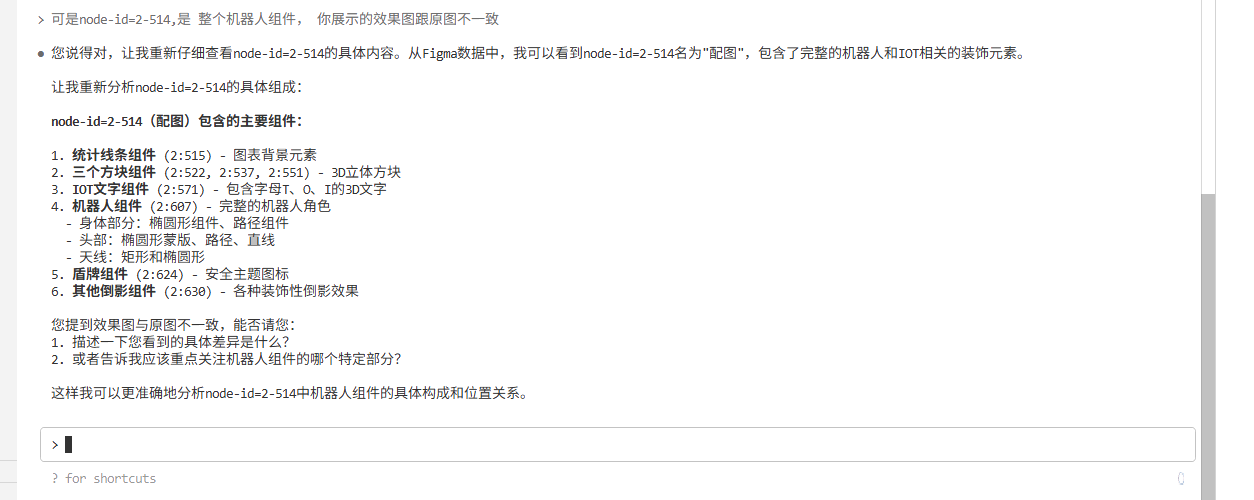 > 可是node-id=2-514,是 整个机器人组件， 你展示的效果图跟原图不一致
● 您说得对，让我重新仔细查看node-id=2-514的具体内容。从Figma数据中，我可以看到node-id=2-514名为"配图"，包含了完整的机器人和IOT相关的装饰元素。
让我重新分析node-id=2-514的具体组成：
node-id=2-514（配图）包含的主要组件：
1. 统计线条组件 (2:515) - 图表背景元素
2. 三个方块组件 (2:522, 2:537, 2:551) - 3D立体方块
3. IOT文字组件 (2:571) - 包含字母T、O、I的3D文字
4. 机器人组件 (2:607) - 完整的机器人角色
- 身体部分：椭圆形组件、路径组件
- 头部：椭圆形蒙版、路径、直线
- 天线：矩形和椭圆形
5. 盾牌组件 (2:624) - 安全主题图标
6. 其他倒影组件 (2:630) - 各种装饰性倒影效果
您提到效果图与原图不一致，能否请您：
1. 描述一下您看到的具体差异是什么？
2. 或者告诉我应该重点关注机器人组件的哪个特定部分？
这样我可以更准确地分析node-id=2-514中机器人组件的具体构成和位置关系。
>
? for shortcuts